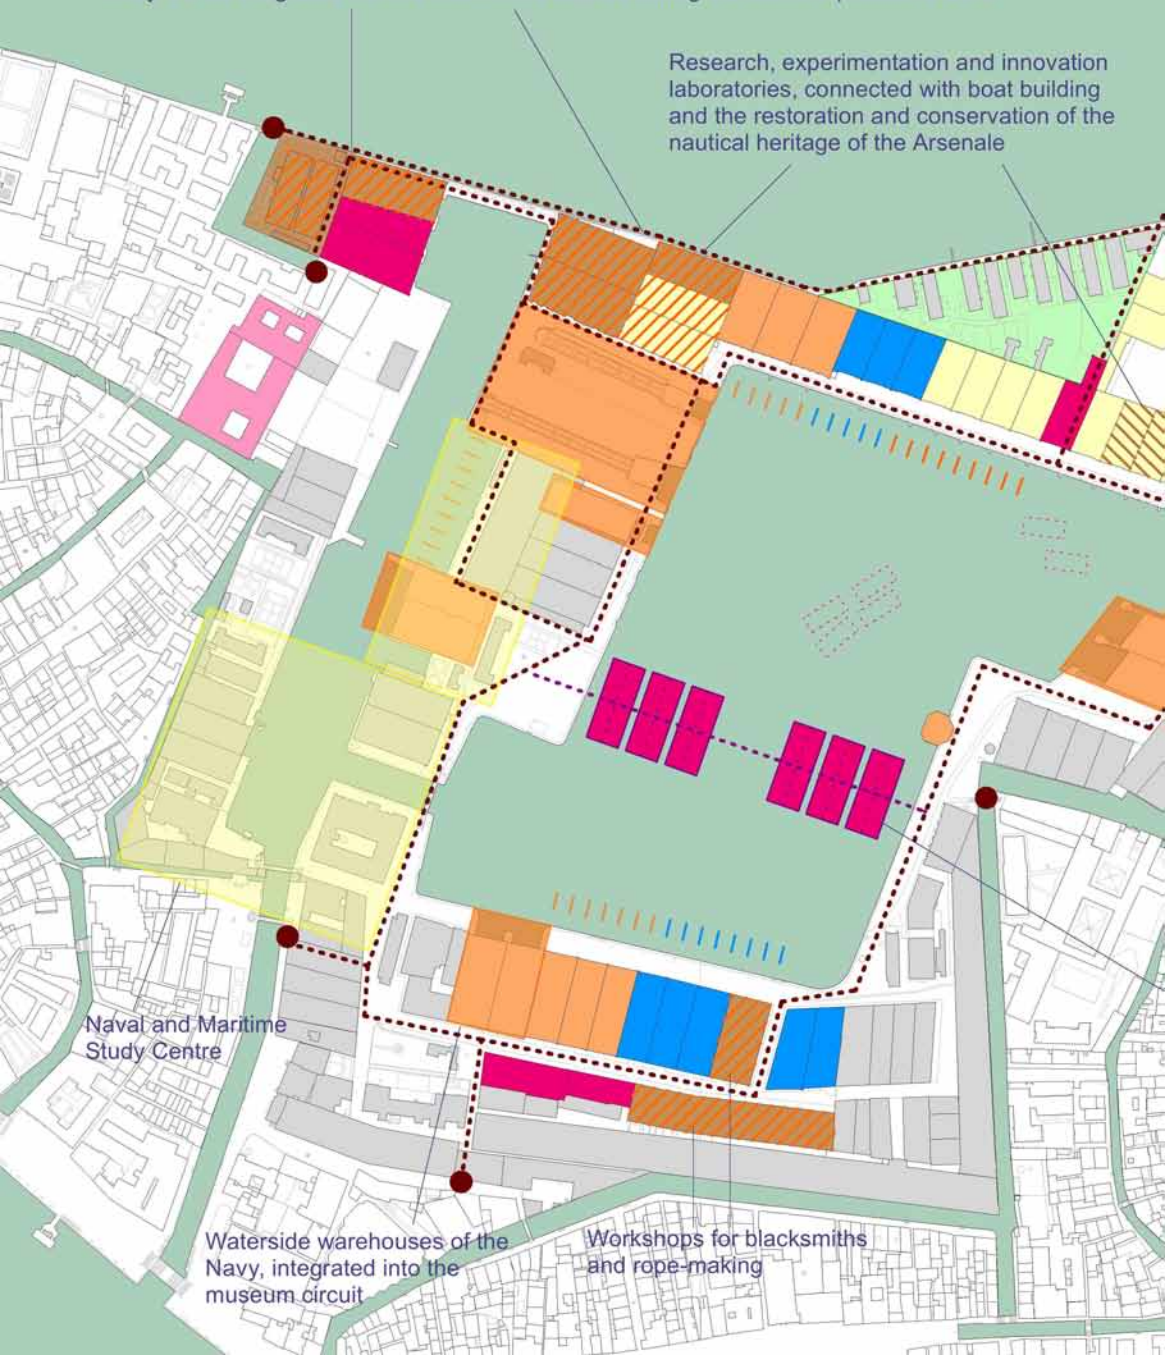 Research, experimentation and innovation
laboratories, connected with boat building
and the restoration and conservation of the
nautical heritage of the Arsenale
Naval and Maritime
Study Centre
Waterside warehouses of the
Navy, integrated into the
museum circuit
Workshops for blacksmiths
and rope-making